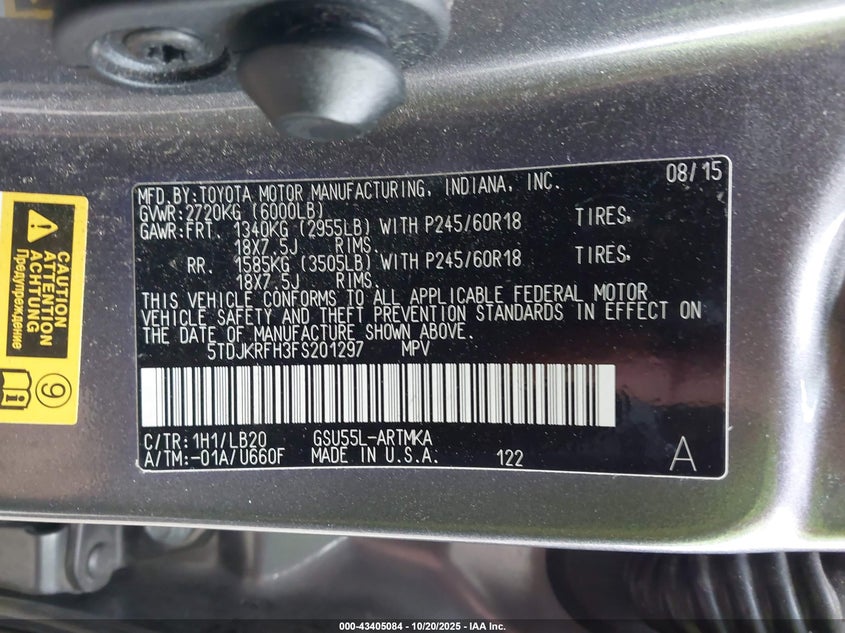 MFD.BY:TOYOTA MOTOR MANUFACTURING, INDIANA, INC. 08/15
GVWR:2720KG (6000LB)
GAWR:FRT. 1340KG (2955LB) WITH P245/60R18 TIRES,
18X7.5J RIMS.
RR. 1585KG (3505LB) WITH P245/60R18 TIRES,
18X7.5J RIMS.
THIS VEHICLE CONFORMS TO ALL APPLICABLE FEDERAL MOTOR
VEHICLE SAFETY AND THEFT PREVENTION STANDARDS IN EFFECT ON
THE DATE OF MANUFACTURE SHOWN ABOVE.
5TDJKRFH3FS201297 MPV
C/TR:1H1/LB20 GSU55L-ARTMKA
A/TM:-01A/U660F MADE IN U.S.A. 122 A
CAUTION
ATTENTION
ACHTUNG
Предупреждение
9
000-43405084 - 10/20/2025 - IAA Inc.